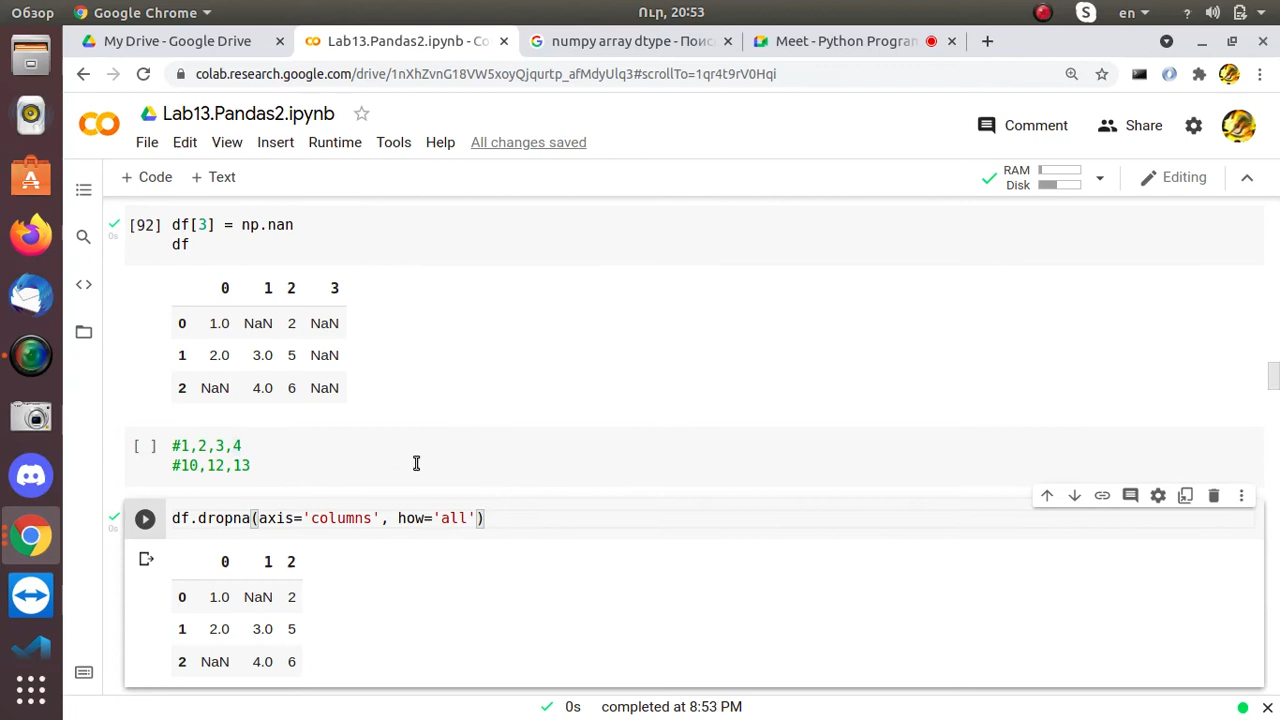 Обзор
Google Chrome
Ուր, 20:53
en
My Drive - Google Drive
Lab13.Pandas2.ipynb - Co
numpy array dtype - Поис
Meet - Python Progran
colab.research.google.com/drive/1nXhZvnG18VW5xoyQjqurtp_afMdyUlq3#scrollTo=1qr4t9rV0Hqi
Lab13.Pandas2.ipynb
Comment
Share
File
Edit
View
Insert
Runtime
Tools
Help
All changes saved
+ Code
+ Text
RAM
Disk
Editing
0s
[92] df[3] = np.nan
df
0 1 2 3
0 1.0 NaN 2 NaN
1 2.0 3.0 5 NaN
2 NaN 4.0 6 NaN
[ ] #1,2,3,4
#10,12,13
0s
df.dropna(axis='columns', how='all')
0 1 2
0 1.0 NaN 2
1 2.0 3.0 5
2 NaN 4.0 6
0s completed at 8:53 PM